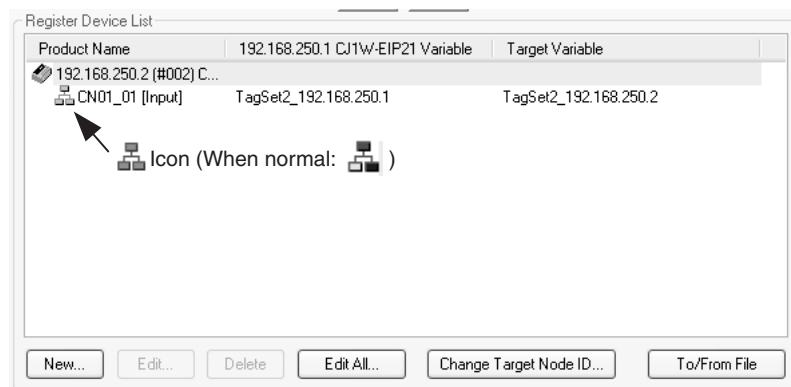 Register Device List
Product Name 192.168.250.1 CJ1W-EIP21 Variable Target Variable
192.168.250.2 (#002) C...
CN01_01 [Input] TagSet2_192.168.250.1 TagSet2_192.168.250.2
Icon (When normal: )
New... Edit... Delete Edit All... Change Target Node ID... To/From File